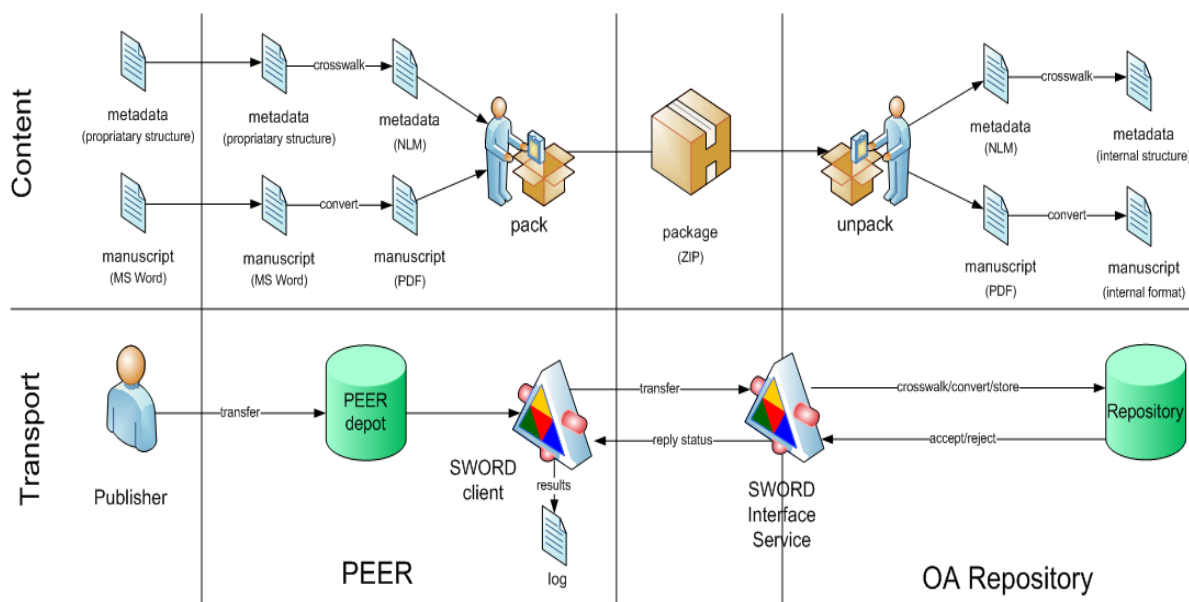 Content
metadata
(propriatary structure)
metadata
(propriatary structure)
crosswalk
metadata
(NLM)
manuscript
(MS Word)
manuscript
(MS Word)
convert
manuscript
(PDF)
pack
package
(ZIP)
unpack
metadata
(NLM)
crosswalk
metadata
(internal structure)
manuscript
(PDF)
convert
manuscript
(internal format)
Transport
Publisher
transfer
PEER
depot
SWORD
client
results
log
transfer
reply status
SWORD
Interface
Service
crosswalk/convert/store
accept/reject
Repository
PEER
OA Repository